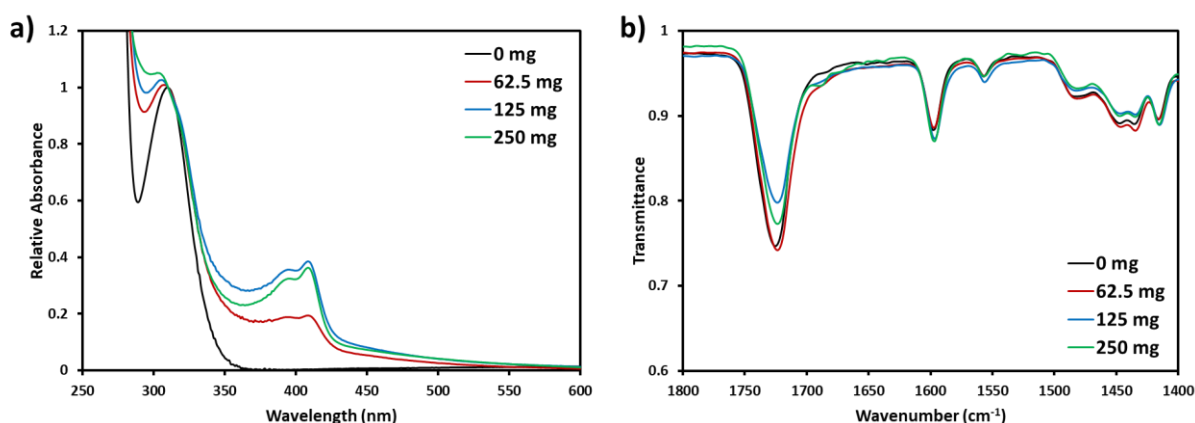 a)
1.2
1
0.8
0.6
0.4
0.2
0
Relative Absorbance
250 300 350 400 450 500 550 600
Wavelength (nm)
0 mg
62.5 mg
125 mg
250 mg
b)
1
0.9
0.8
0.7
0.6
Transmittance
1800 1750 1700 1650 1600 1550 1500 1450 1400
Wavenumber (cm⁻¹)
0 mg
62.5 mg
125 mg
250 mg